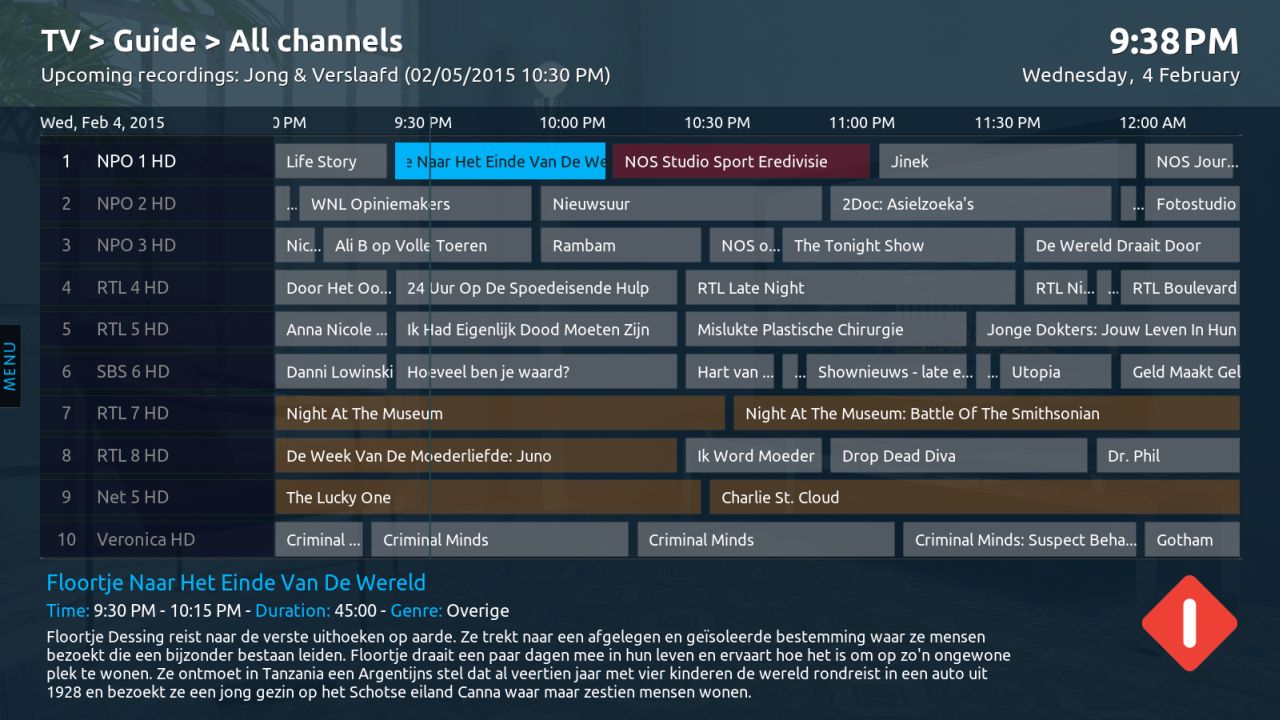 TV > Guide > All channels
9:38PM
Upcoming recordings: Jong & Verslaafd (02/05/2015 10:30 PM)
Wednesday, 4 February
Wed, Feb 4, 2015 0 PM 9:30 PM 10:00 PM 10:30 PM 11:00 PM 11:30 PM 12:00 AM
1 NPO 1 HD Life Story e Naar Het Einde Van De We NOS Studio Sport Eredivisie Jinek NOS Jour...
2 NPO 2 HD ... WNL Opiniemakers Nieuwsuur 2Doc: Asielzoeka's ... Fotostudio
3 NPO 3 HD Nic... Ali B op Volle Toeren Rambam NOS o... The Tonight Show De Wereld Draait Door
4 RTL 4 HD Door Het Oo... 24 Uur Op De Spoedeisende Hulp RTL Late Night RTL Ni... ... RTL Boulevard
MENU
5 RTL 5 HD Anna Nicole ... Ik Had Eigenlijk Dood Moeten Zijn Mislukte Plastische Chirurgie Jonge Dokters: Jouw Leven In Hun
6 SBS 6 HD Danni Lowinski Hoeveel ben je waard? Hart van ... ... Shownieuws - late e... ... Utopia Geld Maakt Gel
7 RTL 7 HD Night At The Museum Night At The Museum: Battle Of The Smithsonian
8 RTL 8 HD De Week Van De Moederliefde: Juno Ik Word Moeder Drop Dead Diva Dr. Phil
9 Net 5 HD The Lucky One Charlie St. Cloud
10 Veronica HD Criminal ... Criminal Minds Criminal Minds Criminal Minds: Suspect Beha... Gotham
Floortje Naar Het Einde Van De Wereld
Time: 9:30 PM - 10:15 PM - Duration: 45:00 - Genre: Overige
Floortje Dessing reist naar de verste uithoeken op aarde. Ze trekt naar een afgelegen en geïsoleerde bestemming waar ze mensen
bezoekt die een bijzonder bestaan leiden. Floortje draait een paar dagen mee in hun leven en ervaart hoe het is om op zo'n ongewone
plek te wonen. Ze ontmoet in Tanzania een Argentijns stel dat al veertien jaar met vier kinderen de wereld rondreist in een auto uit
1928 en bezoekt ze een jong gezin op het Schotse eiland Canna waar maar zestien mensen wonen.